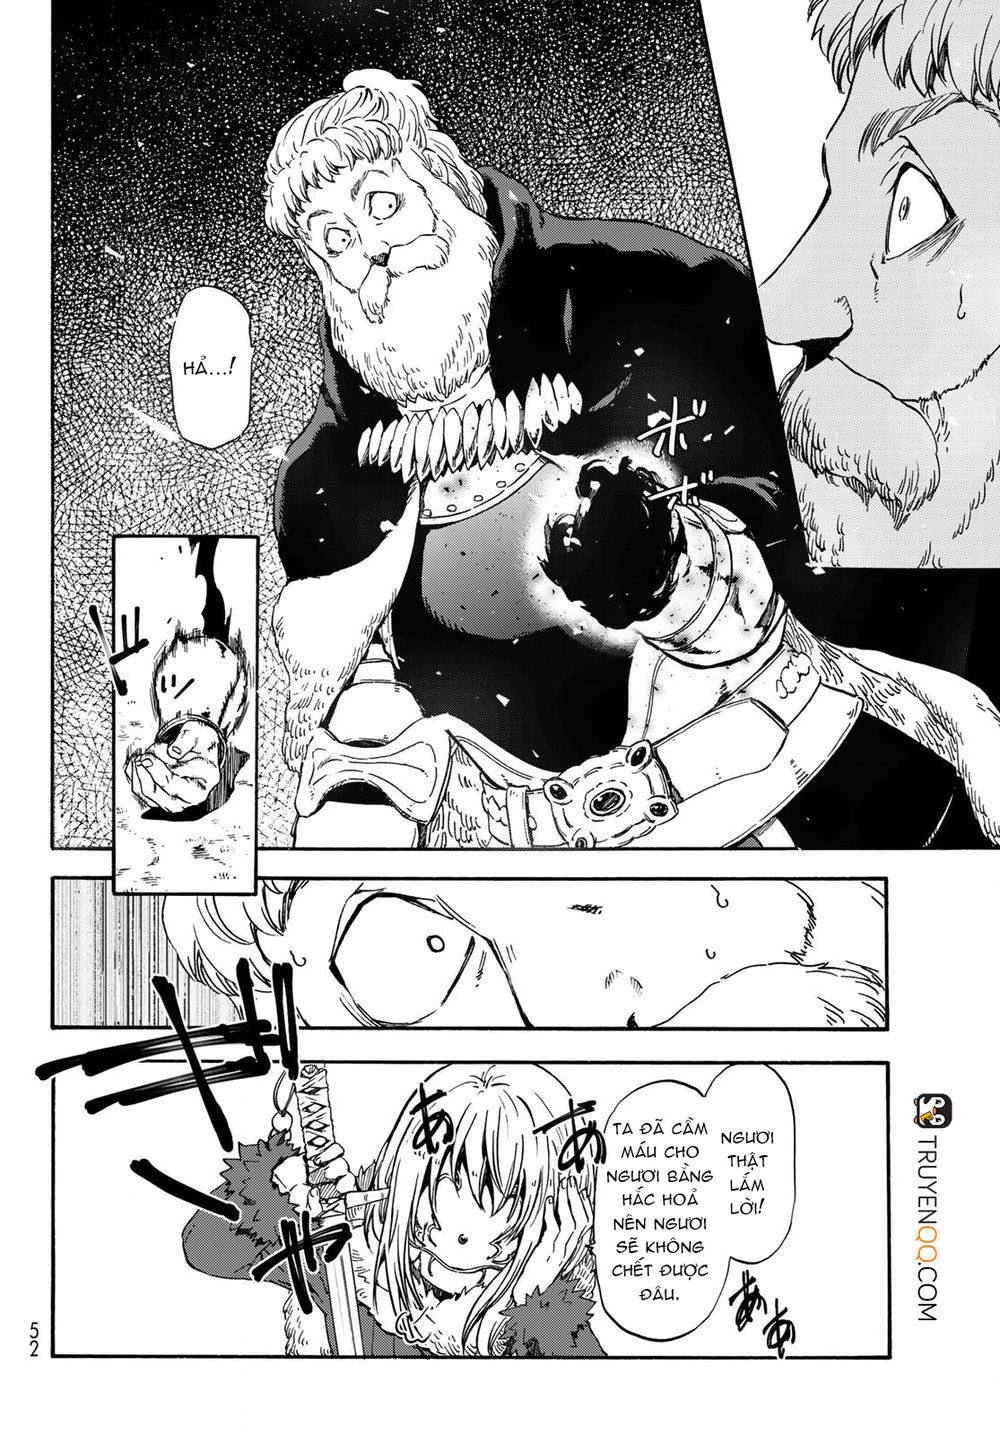 ボ
ボ
HẢ...!
NGƯƠI
THẬT
LẮM
LỜI!
TA ĐÃ CẦM
MÁU CHO
NGƯƠI BẰNG
HẮC HOẢ
NÊN NGƯƠI
SẼ KHÔNG
CHẾT ĐƯỢC
ĐÂU.
ああ
ああ
TRUYENQQ.COM
52